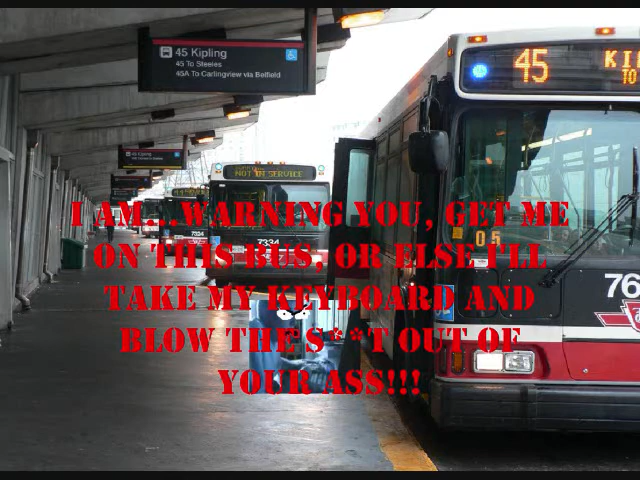 45 Kipling
45 To Steeles
45A To Carlingview via Belfield
45 KI
TO
NOT IN SERVICE
7334
05
76
I AM...WARNING YOU, GET ME
ON THIS BUS, OR ELSE I'LL
TAKE MY KEYBOARD AND
BLOW THE S**T OUT OF
YOUR ASS!!!